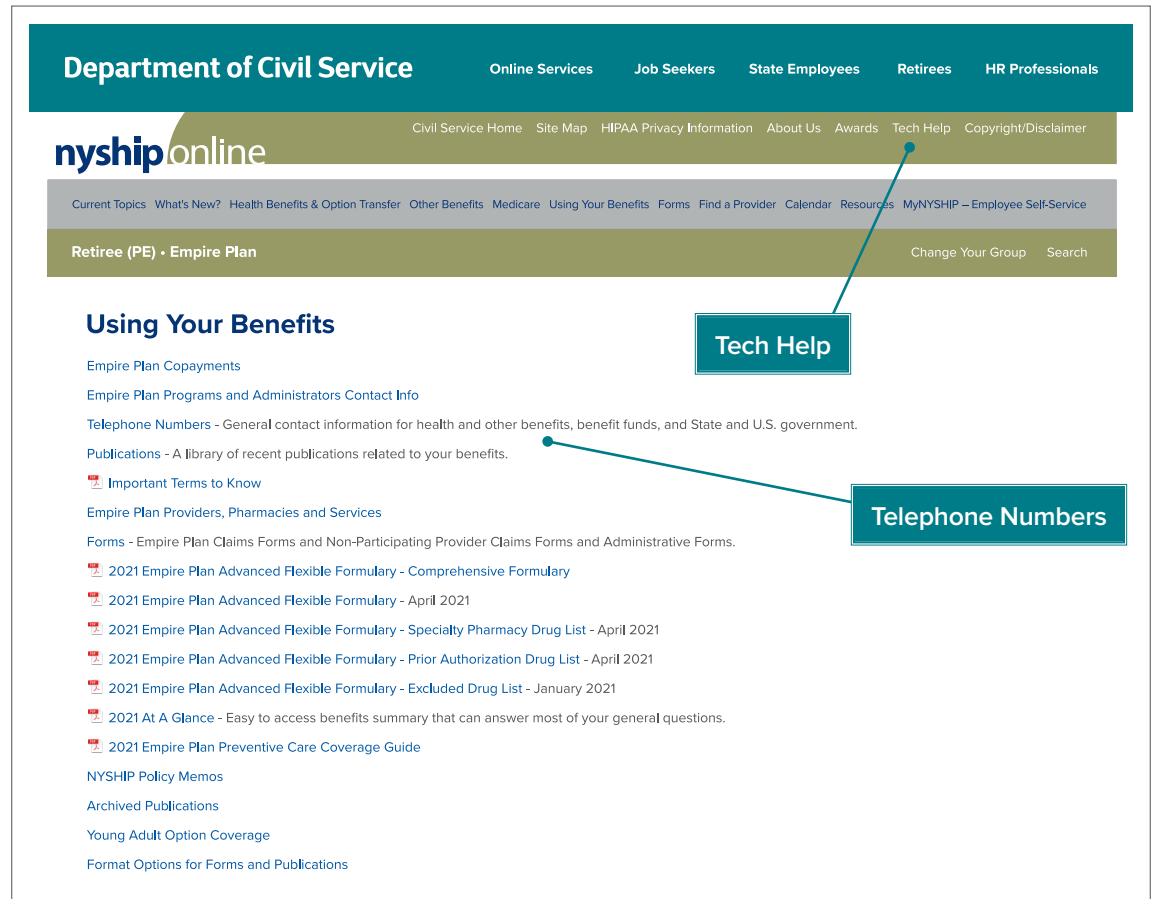 Department of Civil Service Online Services Job Seekers State Employees Retirees HR Professionals
Civil Service Home Site Map HIPAA Privacy Information About Us Awards Tech Help Copyright/Disclaimer
nyship online
Current Topics What's New? Health Benefits & Option Transfer Other Benefits Medicare Using Your Benefits Forms Find a Provider Calendar Resources MyNYSHIP – Employee Self-Service
Retiree (PE) • Empire Plan Change Your Group Search
Using Your Benefits
Tech Help
Empire Plan Copayments
Empire Plan Programs and Administrators Contact Info
Telephone Numbers - General contact information for health and other benefits, benefit funds, and State and U.S. government.
Publications - A library of recent publications related to your benefits.
Important Terms to Know
Telephone Numbers
Empire Plan Providers, Pharmacies and Services
Forms - Empire Plan Claims Forms and Non-Participating Provider Claims Forms and Administrative Forms.
2021 Empire Plan Advanced Flexible Formulary - Comprehensive Formulary
2021 Empire Plan Advanced Flexible Formulary - April 2021
2021 Empire Plan Advanced Flexible Formulary - Specialty Pharmacy Drug List - April 2021
2021 Empire Plan Advanced Flexible Formulary - Prior Authorization Drug List - April 2021
2021 Empire Plan Advanced Flexible Formulary - Excluded Drug List - January 2021
2021 At A Glance - Easy to access benefits summary that can answer most of your general questions.
2021 Empire Plan Preventive Care Coverage Guide
NYSHIP Policy Memos
Archived Publications
Young Adult Option Coverage
Format Options for Forms and Publications